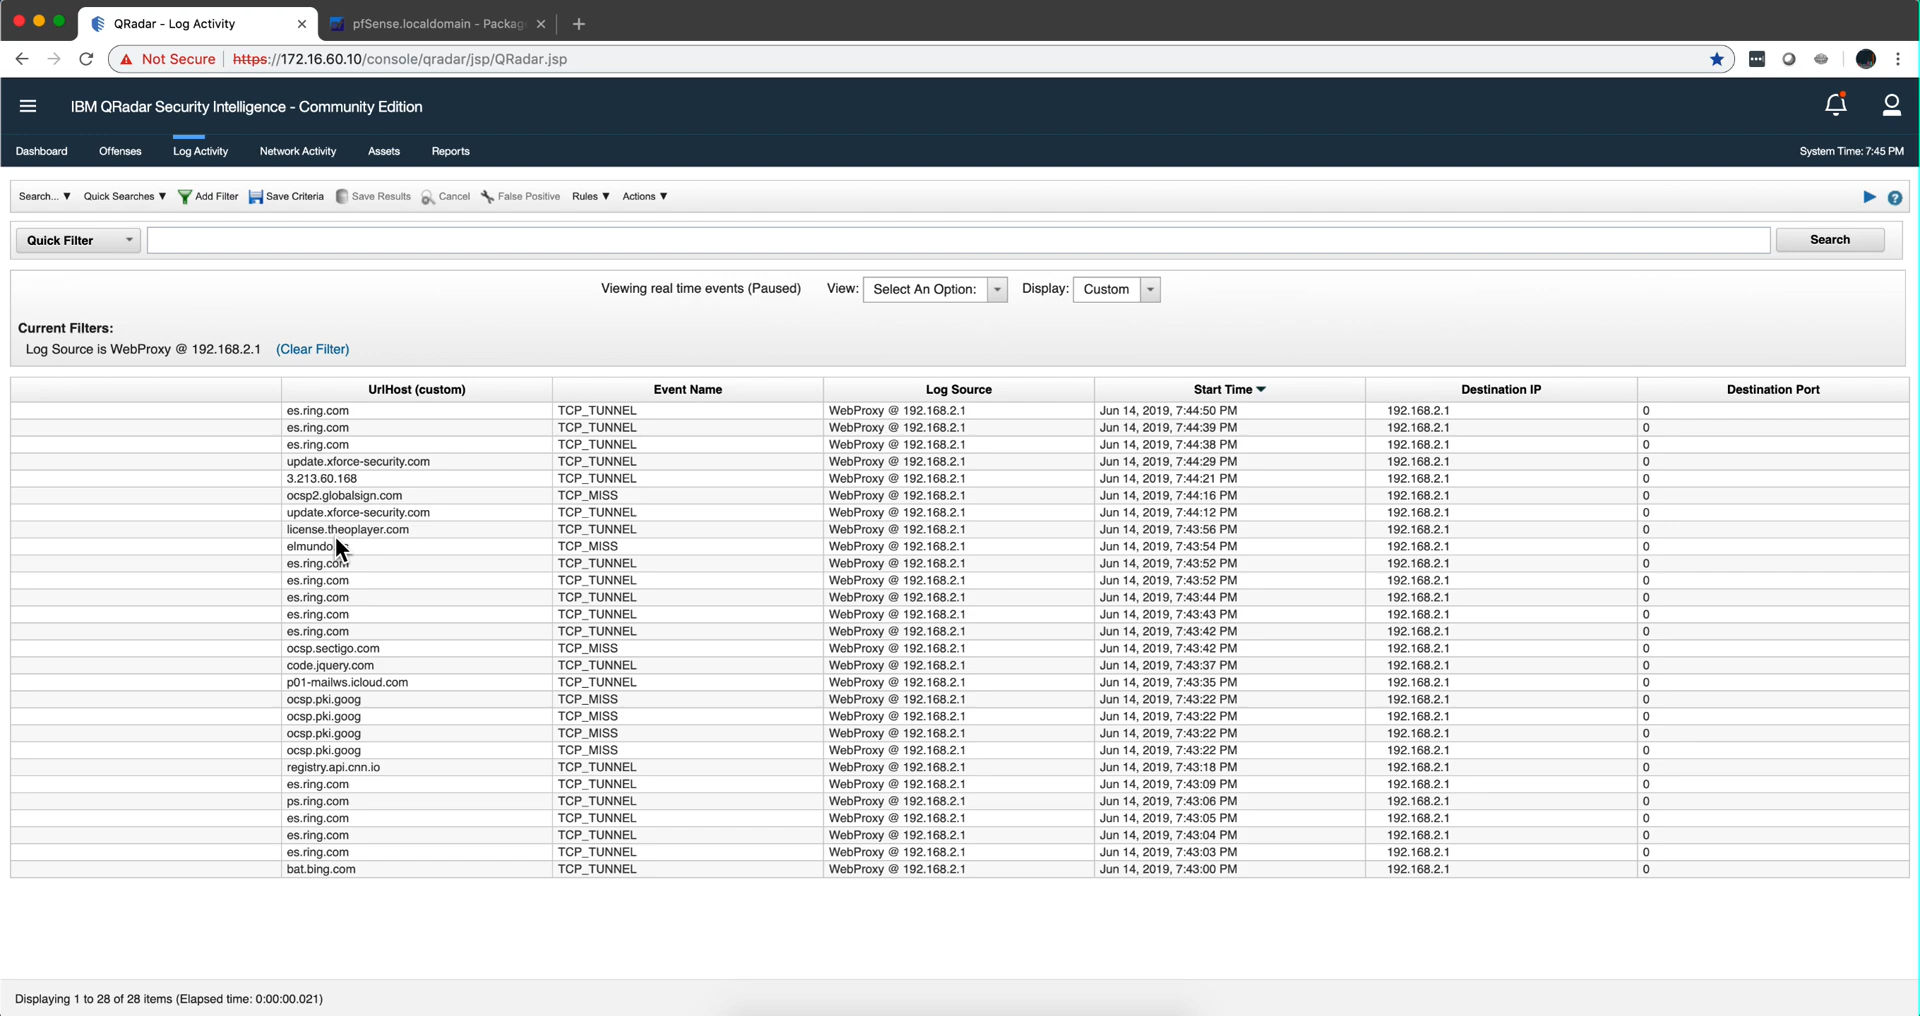 QRadar - Log Activity
pfSense.localdomain - Packag
Not Secure https://172.16.60.10/console/qradar/jsp/QRadar.jsp
IBM QRadar Security Intelligence - Community Edition
Dashboard Offenses Log Activity Network Activity Assets Reports System Time: 7:45 PM
Search... Quick Searches Add Filter Save Criteria Save Results Cancel False Positive Rules Actions
Quick Filter Search
Viewing real time events (Paused) View: Select An Option: Display: Custom
Current Filters:
Log Source is WebProxy @ 192.168.2.1 (Clear Filter)
UrlHost (custom) Event Name Log Source Start Time Destination IP Destination Port
es.ring.com TCP_TUNNEL WebProxy @ 192.168.2.1 Jun 14, 2019, 7:44:50 PM 192.168.2.1 0
es.ring.com TCP_TUNNEL WebProxy @ 192.168.2.1 Jun 14, 2019, 7:44:39 PM 192.168.2.1 0
es.ring.com TCP_TUNNEL WebProxy @ 192.168.2.1 Jun 14, 2019, 7:44:38 PM 192.168.2.1 0
update.xforce-security.com TCP_TUNNEL WebProxy @ 192.168.2.1 Jun 14, 2019, 7:44:29 PM 192.168.2.1 0
3.213.60.168 TCP_TUNNEL WebProxy @ 192.168.2.1 Jun 14, 2019, 7:44:21 PM 192.168.2.1 0
ocsp2.globalsign.com TCP_MISS WebProxy @ 192.168.2.1 Jun 14, 2019, 7:44:16 PM 192.168.2.1 0
update.xforce-security.com TCP_TUNNEL WebProxy @ 192.168.2.1 Jun 14, 2019, 7:44:12 PM 192.168.2.1 0
license.theoplayer.com TCP_TUNNEL WebProxy @ 192.168.2.1 Jun 14, 2019, 7:43:56 PM 192.168.2.1 0
elmundo TCP_MISS WebProxy @ 192.168.2.1 Jun 14, 2019, 7:43:54 PM 192.168.2.1 0
es.ring.com TCP_TUNNEL WebProxy @ 192.168.2.1 Jun 14, 2019, 7:43:52 PM 192.168.2.1 0
es.ring.com TCP_TUNNEL WebProxy @ 192.168.2.1 Jun 14, 2019, 7:43:52 PM 192.168.2.1 0
es.ring.com TCP_TUNNEL WebProxy @ 192.168.2.1 Jun 14, 2019, 7:43:44 PM 192.168.2.1 0
es.ring.com TCP_TUNNEL WebProxy @ 192.168.2.1 Jun 14, 2019, 7:43:43 PM 192.168.2.1 0
es.ring.com TCP_TUNNEL WebProxy @ 192.168.2.1 Jun 14, 2019, 7:43:42 PM 192.168.2.1 0
ocsp.sectigo.com TCP_MISS WebProxy @ 192.168.2.1 Jun 14, 2019, 7:43:42 PM 192.168.2.1 0
code.jquery.com TCP_TUNNEL WebProxy @ 192.168.2.1 Jun 14, 2019, 7:43:37 PM 192.168.2.1 0
p01-mailws.icloud.com TCP_TUNNEL WebProxy @ 192.168.2.1 Jun 14, 2019, 7:43:35 PM 192.168.2.1 0
ocsp.pki.goog TCP_MISS WebProxy @ 192.168.2.1 Jun 14, 2019, 7:43:22 PM 192.168.2.1 0
ocsp.pki.goog TCP_MISS WebProxy @ 192.168.2.1 Jun 14, 2019, 7:43:22 PM 192.168.2.1 0
ocsp.pki.goog TCP_MISS WebProxy @ 192.168.2.1 Jun 14, 2019, 7:43:22 PM 192.168.2.1 0
ocsp.pki.goog TCP_MISS WebProxy @ 192.168.2.1 Jun 14, 2019, 7:43:22 PM 192.168.2.1 0
registry.api.cnn.io TCP_TUNNEL WebProxy @ 192.168.2.1 Jun 14, 2019, 7:43:18 PM 192.168.2.1 0
es.ring.com TCP_TUNNEL WebProxy @ 192.168.2.1 Jun 14, 2019, 7:43:09 PM 192.168.2.1 0
ps.ring.com TCP_TUNNEL WebProxy @ 192.168.2.1 Jun 14, 2019, 7:43:06 PM 192.168.2.1 0
es.ring.com TCP_TUNNEL WebProxy @ 192.168.2.1 Jun 14, 2019, 7:43:05 PM 192.168.2.1 0
es.ring.com TCP_TUNNEL WebProxy @ 192.168.2.1 Jun 14, 2019, 7:43:04 PM 192.168.2.1 0
es.ring.com TCP_TUNNEL WebProxy @ 192.168.2.1 Jun 14, 2019, 7:43:03 PM 192.168.2.1 0
bat.bing.com TCP_TUNNEL WebProxy @ 192.168.2.1 Jun 14, 2019, 7:43:00 PM 192.168.2.1 0
Displaying 1 to 28 of 28 items (Elapsed time: 0:00:00.021)